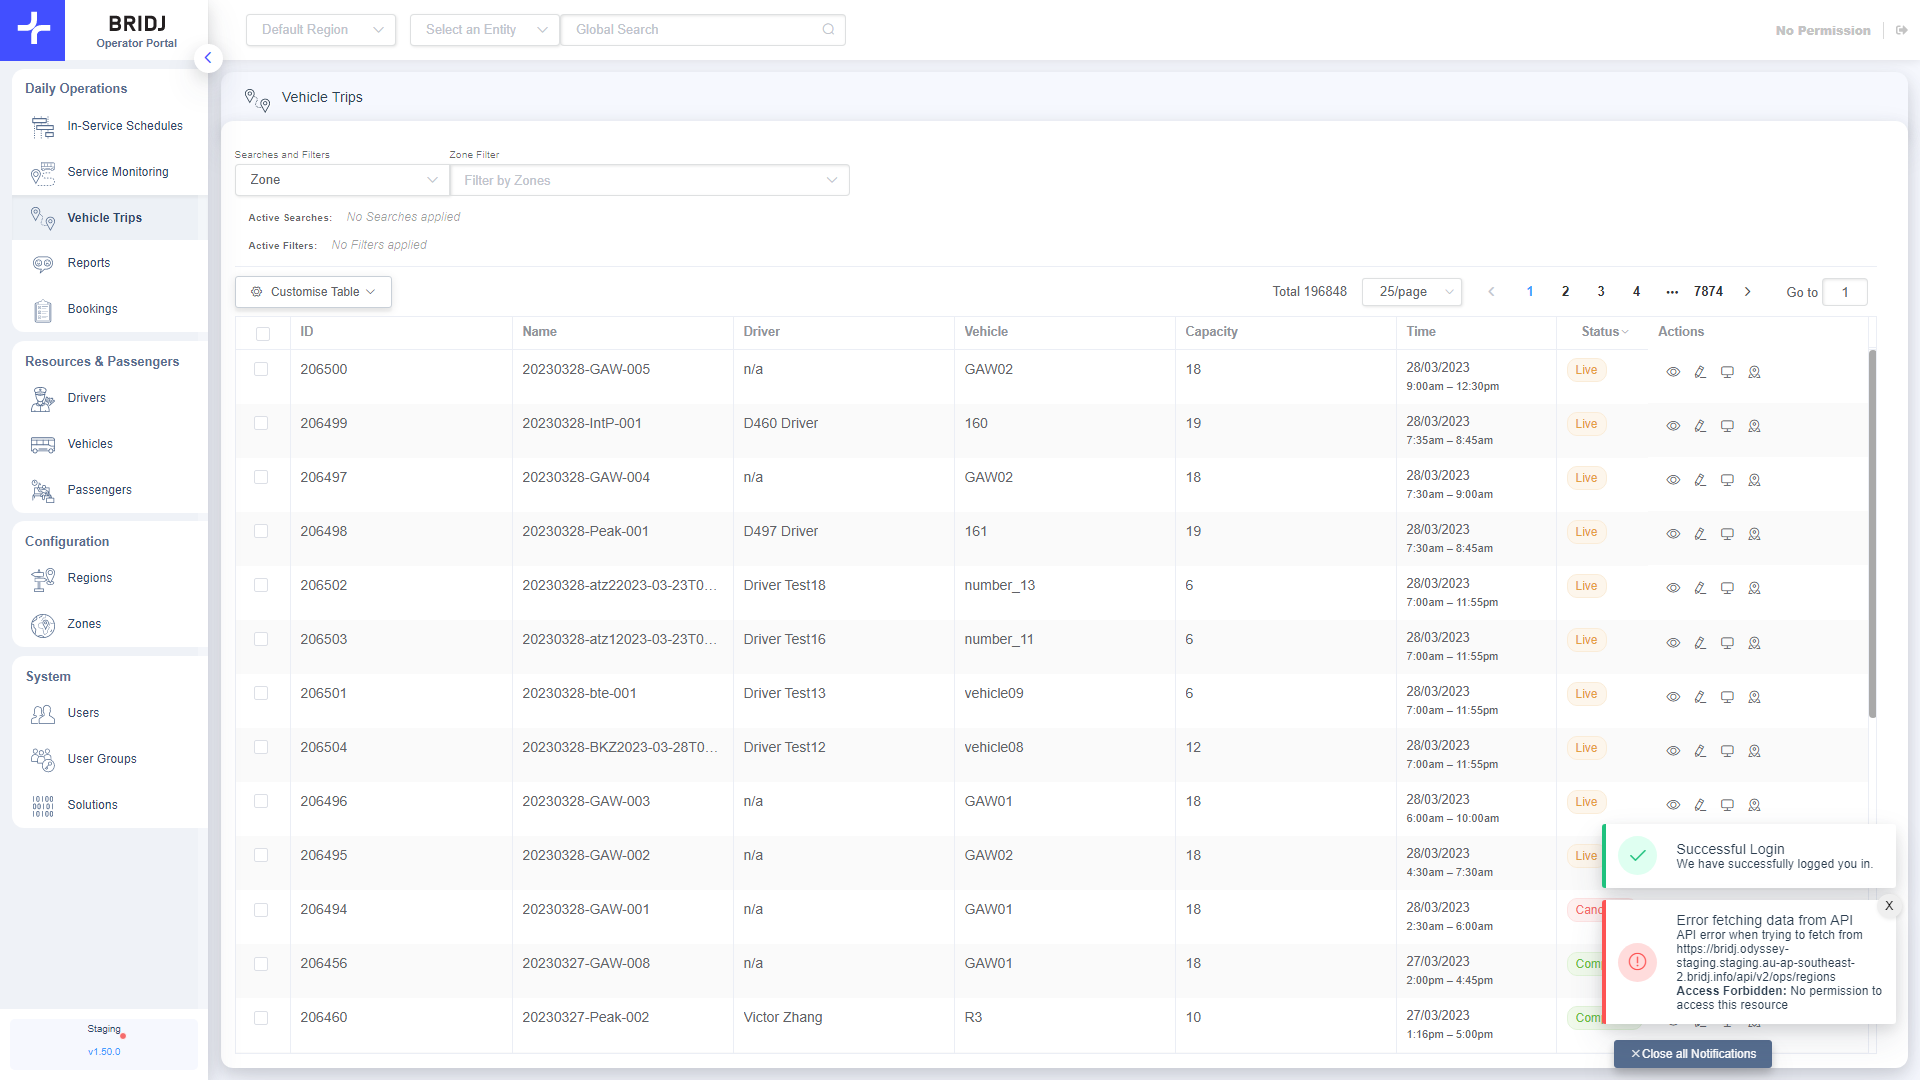 BRIDJ
Operator Portal
Default Region
Select an Entity
Global Search
No Permission
Daily Operations
In-Service Schedules
Service Monitoring
Vehicle Trips
Reports
Bookings
Resources & Passengers
Drivers
Vehicles
Passengers
Configuration
Regions
Zones
System
Users
User Groups
Solutions
Staging
v1.50.0
Vehicle Trips
Searches and Filters
Zone Filter
Zone
Filter by Zones
Active Searches: No Searches applied
Active Filters: No Filters applied
Customise Table
Total 196848 25/page 1 2 3 4 ••• 7874 Go to 1
ID Name Driver Vehicle Capacity Time Status Actions
206500 20230328-GAW-005 n/a GAW02 18 28/03/2023 Live
9:00am – 12:30pm
206499 20230328-IntP-001 D460 Driver 160 19 28/03/2023 Live
7:35am – 8:45am
206497 20230328-GAW-004 n/a GAW02 18 28/03/2023 Live
7:30am – 9:00am
206498 20230328-Peak-001 D497 Driver 161 19 28/03/2023 Live
7:30am – 8:45am
206502 20230328-atz22023-03-23T0... Driver Test18 number_13 6 28/03/2023 Live
7:00am – 11:55pm
206503 20230328-atz12023-03-23T0... Driver Test16 number_11 6 28/03/2023 Live
7:00am – 11:55pm
206501 20230328-bte-001 Driver Test13 vehicle09 6 28/03/2023 Live
7:00am – 11:55pm
206504 20230328-BKZ2023-03-28T0... Driver Test12 vehicle08 12 28/03/2023 Live
7:00am – 11:55pm
206496 20230328-GAW-003 n/a GAW01 18 28/03/2023 Live
6:00am – 10:00am
206495 20230328-GAW-002 n/a GAW02 18 28/03/2023 Live
4:30am – 7:30am
206494 20230328-GAW-001 n/a GAW01 18 28/03/2023 Canc
2:30am – 6:00am
206456 20230327-GAW-008 n/a GAW01 18 27/03/2023 Com
2:00pm – 4:45pm
206460 20230327-Peak-002 Victor Zhang R3 10 27/03/2023 Com
1:16pm – 5:00pm
Successful Login
We have successfully logged you in.
X
Error fetching data from API
API error when trying to fetch from
https://bridj.odyssey-
staging.staging.au-ap-southeast-
2.bridj.info/api/v2/ops/regions
Access Forbidden: No permission to
access this resource
✕Close all Notifications